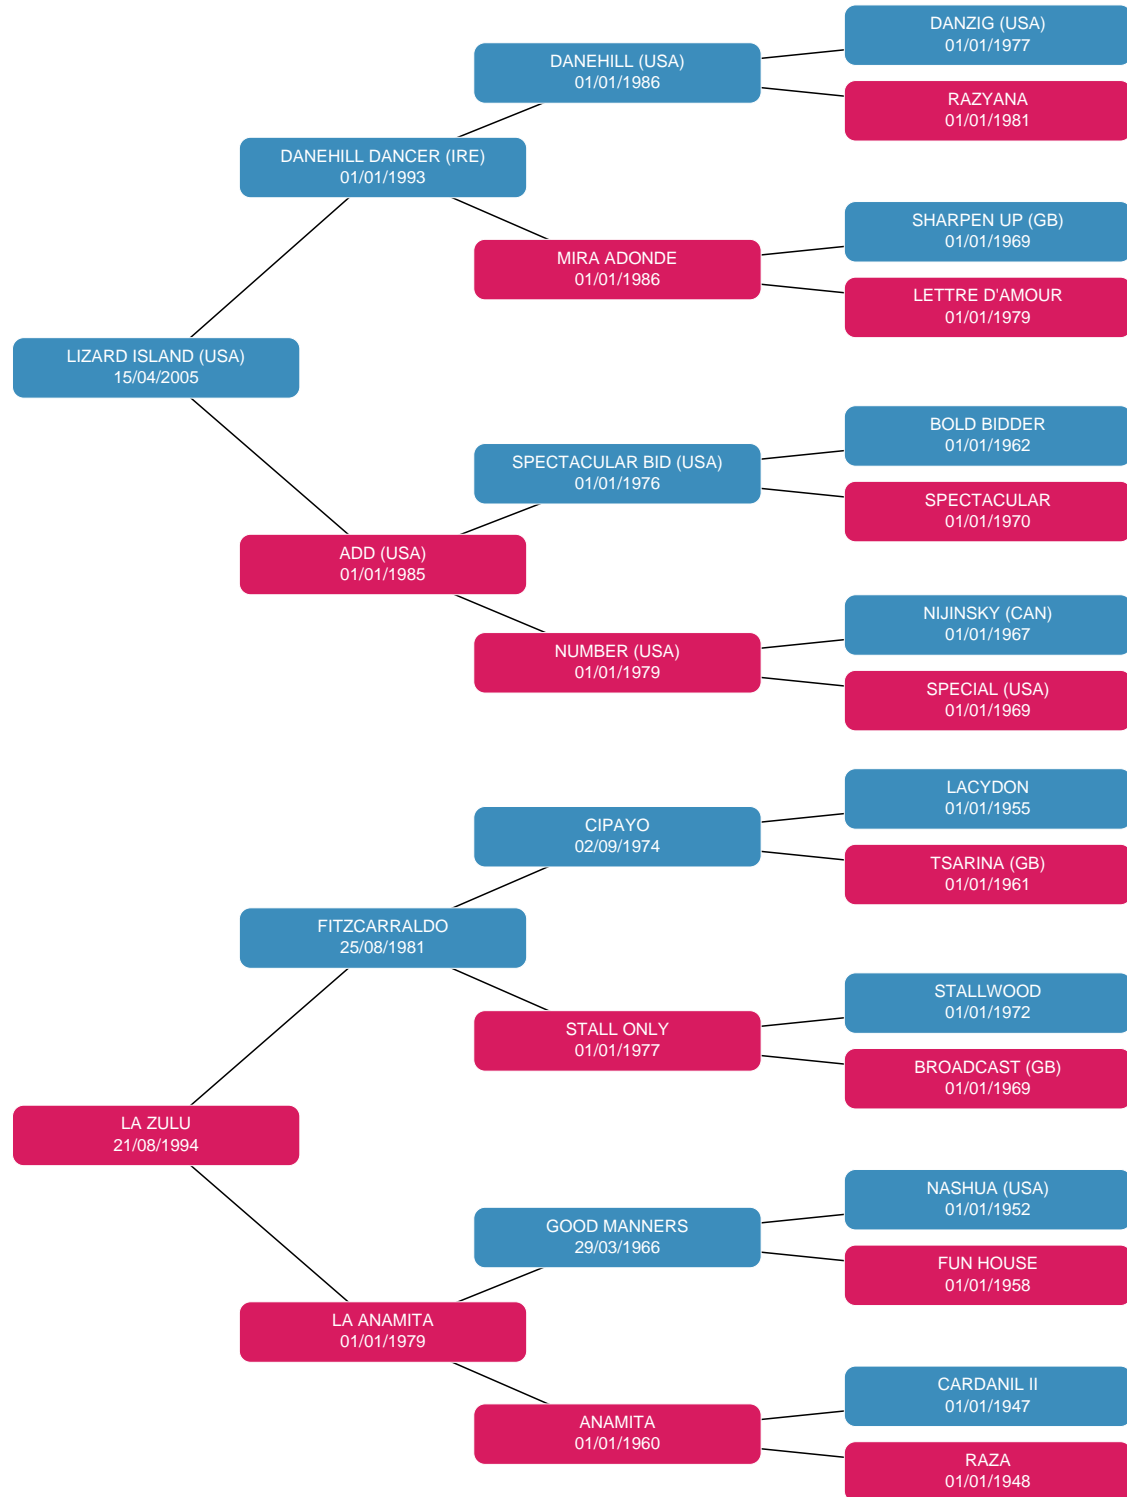 DANZIG (USA)
01/01/1977
DANEHILL (USA)
01/01/1986
RAZYANA
01/01/1981
DANEHILL DANCER (IRE)
01/01/1993
SHARPEN UP (GB)
01/01/1969
MIRA ADONDE
01/01/1986
LETTRE D'AMOUR
01/01/1979
LIZARD ISLAND (USA)
15/04/2005
BOLD BIDDER
01/01/1962
SPECTACULAR BID (USA)
01/01/1976
SPECTACULAR
01/01/1970
ADD (USA)
01/01/1985
NIJINSKY (CAN)
01/01/1967
NUMBER (USA)
01/01/1979
SPECIAL (USA)
01/01/1969
LACYDON
01/01/1955
CIPAYO
02/09/1974
TSARINA (GB)
01/01/1961
FITZCARRALDO
25/08/1981
STALLWOOD
01/01/1972
STALL ONLY
01/01/1977
BROADCAST (GB)
01/01/1969
LA ZULU
21/08/1994
NASHUA (USA)
01/01/1952
GOOD MANNERS
29/03/1966
FUN HOUSE
01/01/1958
LA ANAMITA
01/01/1979
CARDANIL II
01/01/1947
ANAMITA
01/01/1960
RAZA
01/01/1948